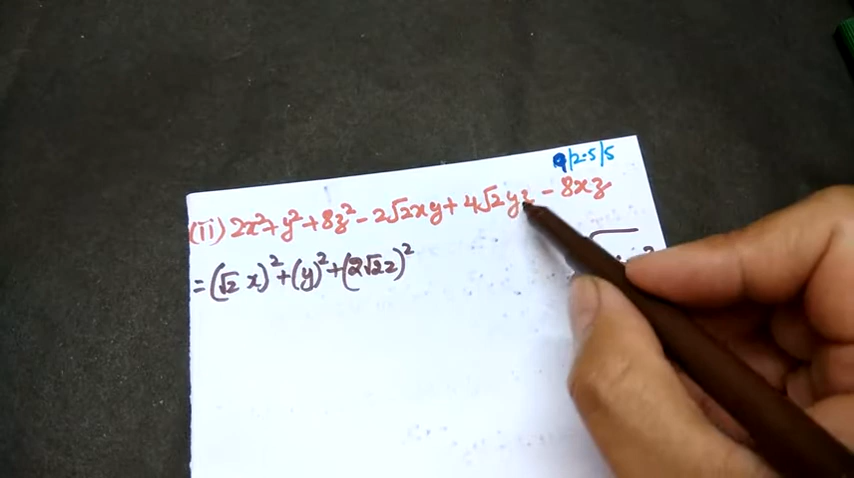 Q/2.5/5
(ii) 2x²+y²+8z²-2√2xy+4√2yz-8xz
=(√2 x)²+(y)²+(2√2z)²